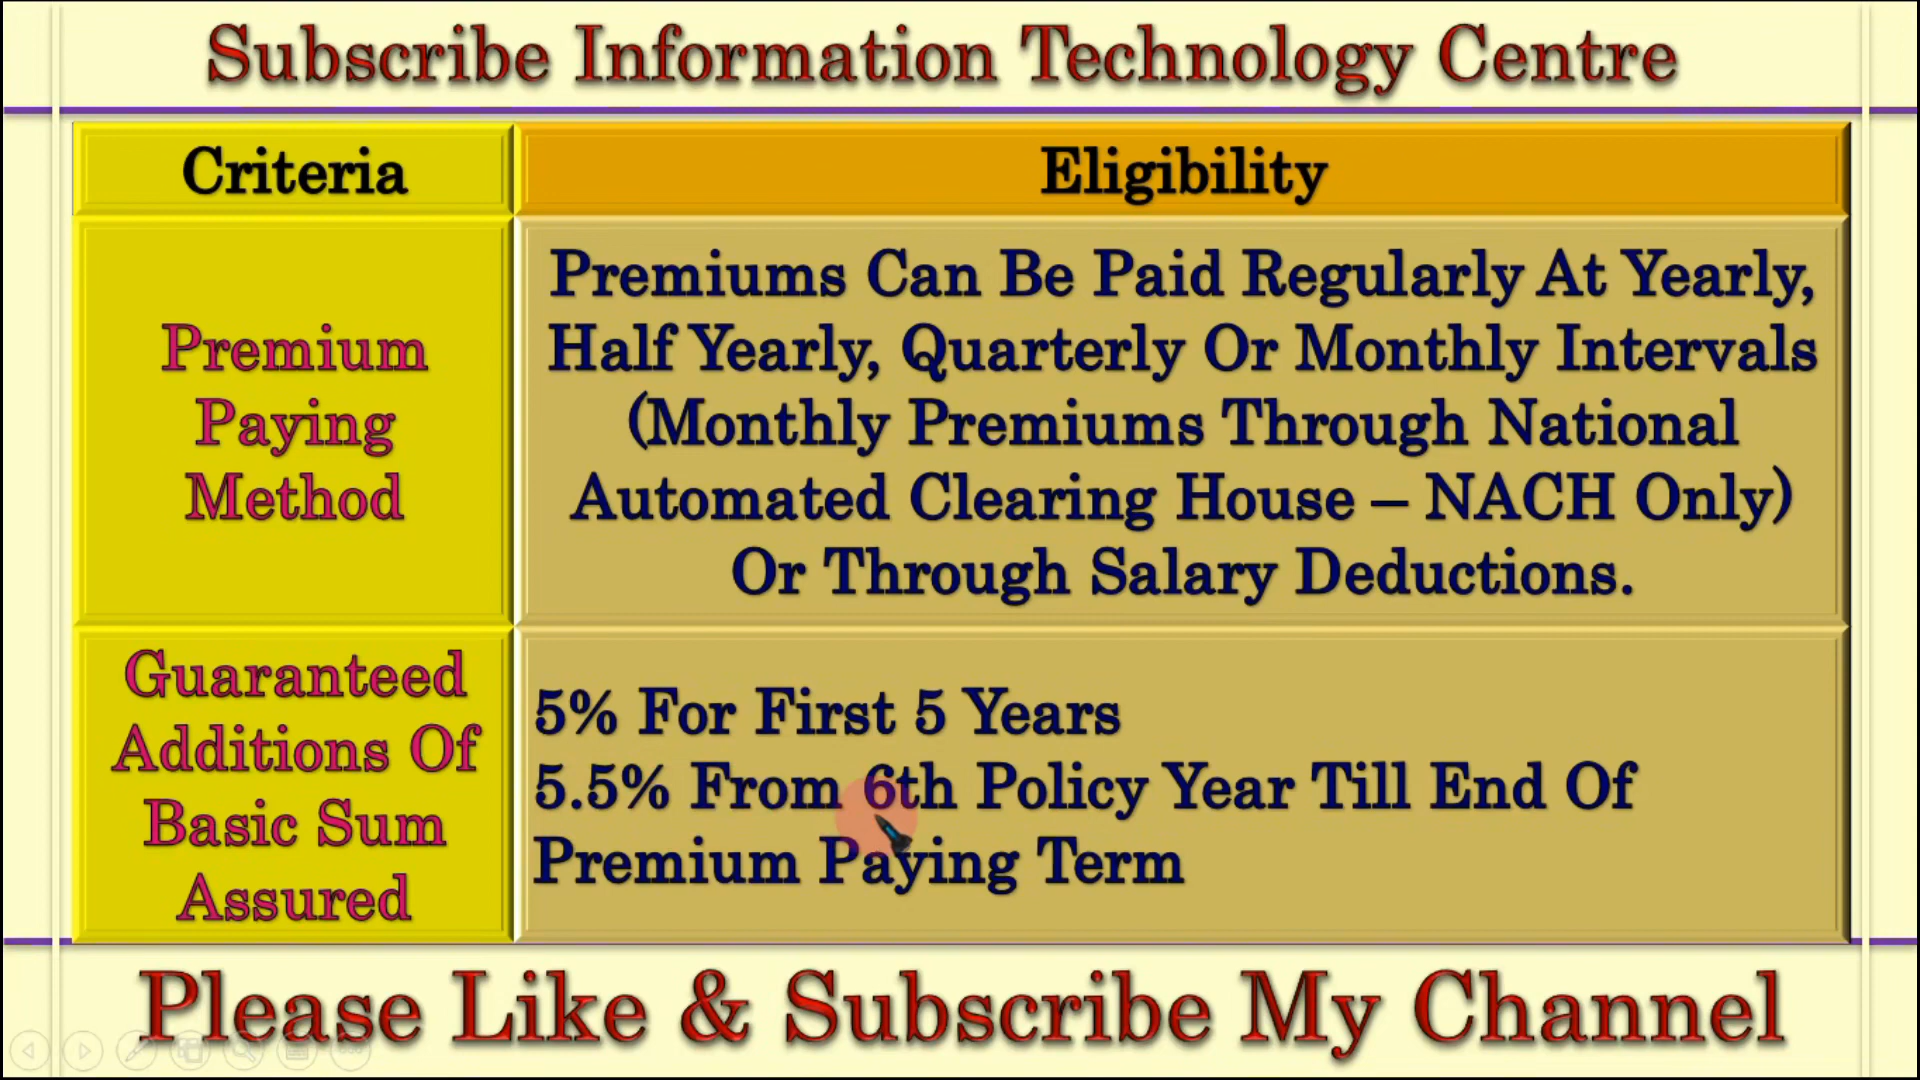 Subscribe Information Technology Centre
Criteria
Eligibility
Premium
Paying
Method
Premiums Can Be Paid Regularly At Yearly,
Half Yearly, Quarterly Or Monthly Intervals
(Monthly Premiums Through National
Automated Clearing House – NACH Only)
Or Through Salary Deductions.
Guaranteed
Additions Of
Basic Sum
Assured
5% For First 5 Years
5.5% From 6th Policy Year Till End Of
Premium Paying Term
Please Like & Subscribe My Channel